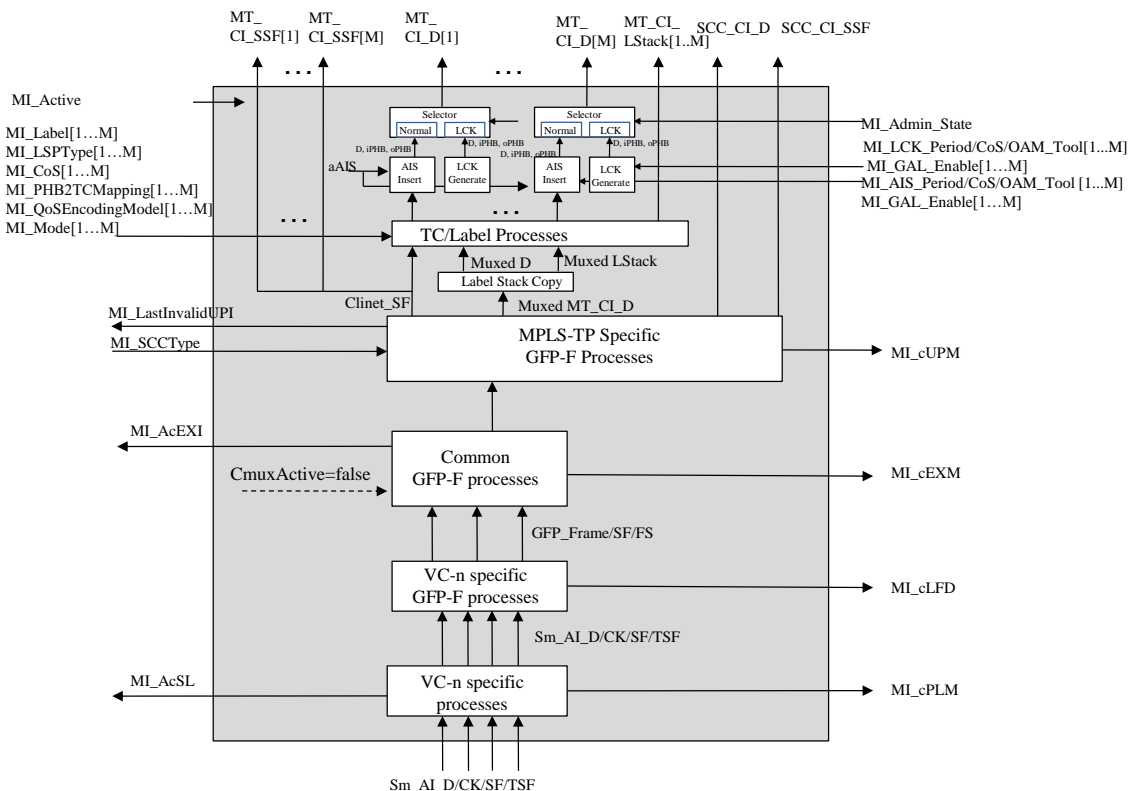 MT_
CI_SSF[1]
MT_
CI_SSF[M]
MT_
CI_D[1]
MT_
CI_D[M]
MT_CI_
LStack[1..M]
SCC_CI_D
SCC_CI_SSF
...
...
MI_Active
MI_Label[1…M]
MI_LSPType[1…M]
MI_CoS[1…M]
MI_PHB2TCMapping[1…M]
MI_QoSEncodingModel[1…M]
MI_Mode[1…M]
Selector
Normal
LCK
Selector
Normal
LCK
D, iPHB, oPHB
D, iPHB, oPHB
D, iPHB, oPHB
aAIS
AIS
Insert
LCK
Generate
AIS
Insert
LCK
Generate
MI_Admin_State
MI_LCK_Period/CoS/OAM_Tool[1...M]
MI_GAL_Enable[1…M]
MI_AIS_Period/CoS/OAM_Tool [1...M]
MI_GAL_Enable[1…M]
...
...
TC/Label Processes
Muxed D
Muxed LStack
Label Stack Copy
Clinet_SF
Muxed MT_CI_D
MI_LastInvalidUPI
MI_SCCType
MPLS-TP Specific
GFP-F Processes
MI_cUPM
MI_AcEXI
Common
GFP-F processes
CmuxActive=false
MI_cEXM
GFP_Frame/SF/FS
VC-n specific
GFP-F processes
MI_cLFD
Sm_AI_D/CK/SF/TSF
MI_AcSL
VC-n specific
processes
MI_cPLM
Sm_AI_D/CK/SF/TSF